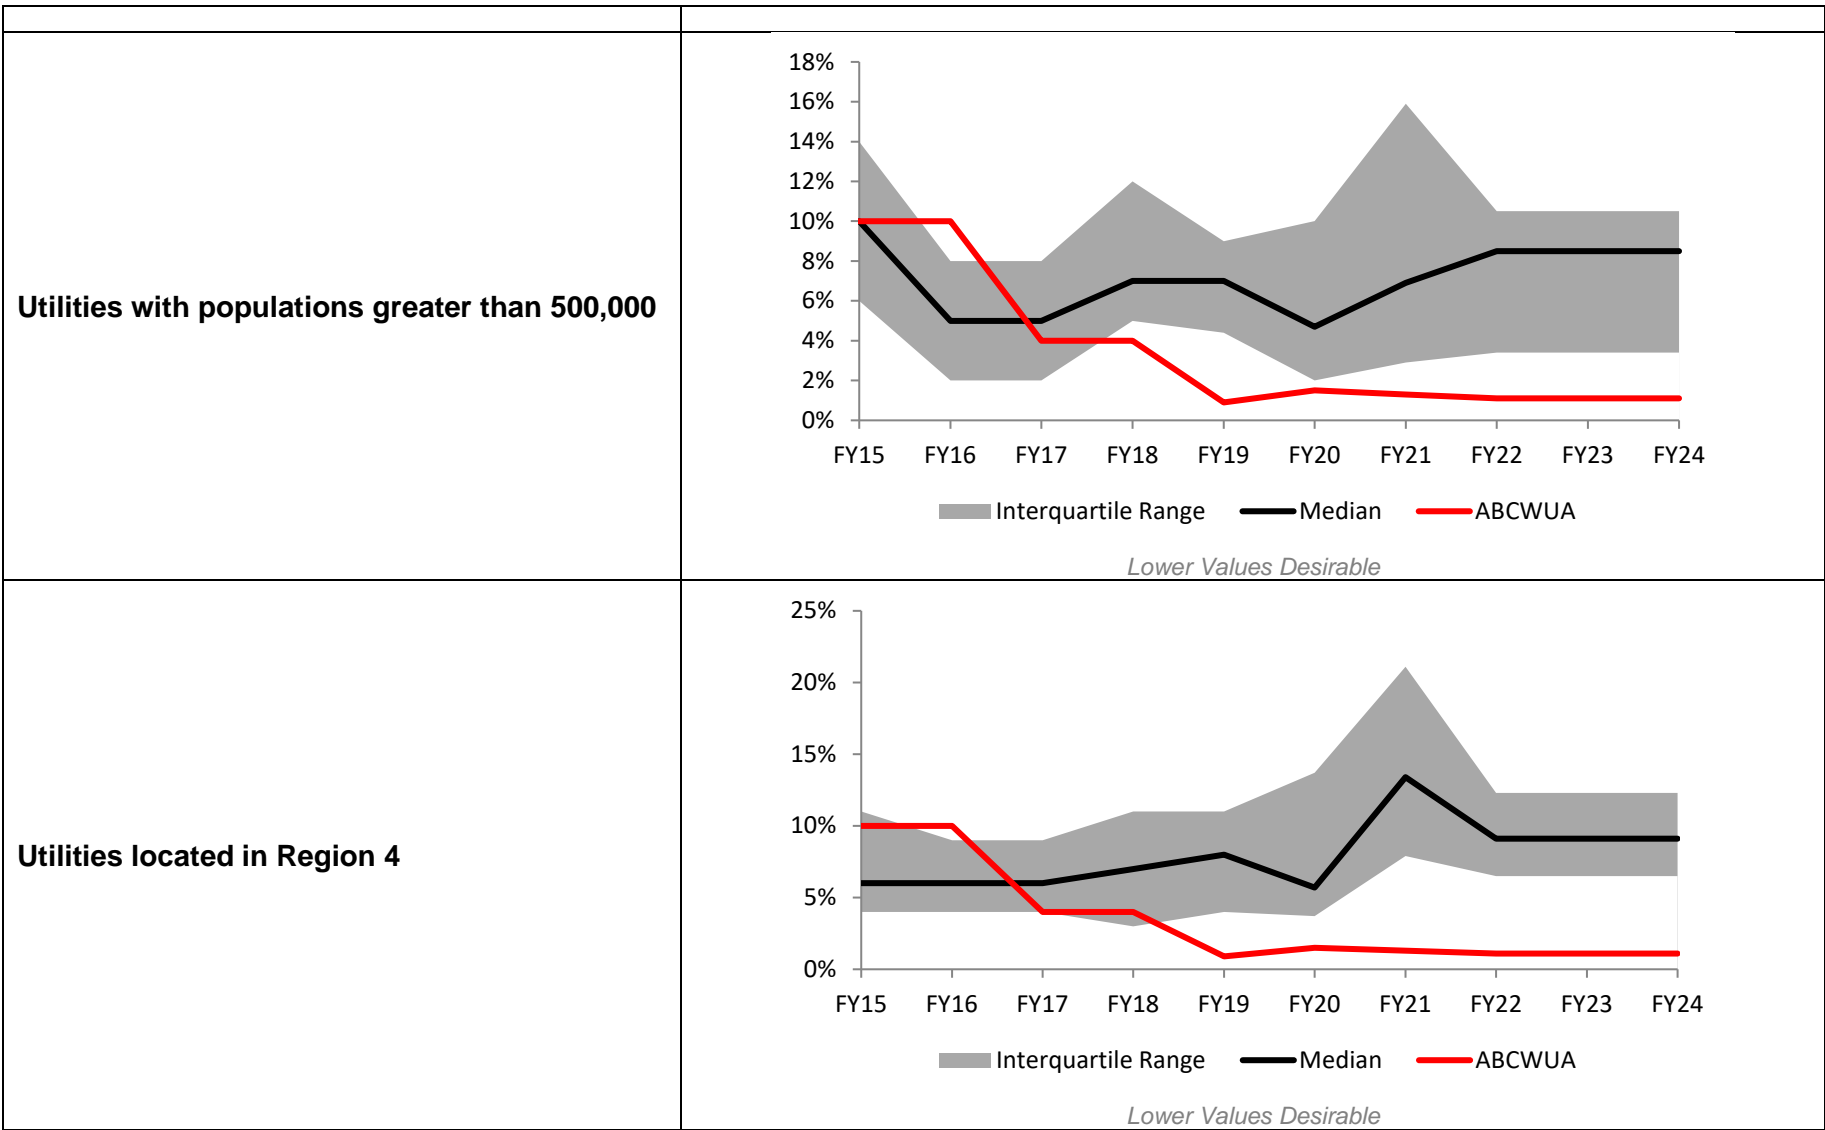 Utilities with populations greater than 500,000
18%
16%
14%
12%
10%
8%
6%
4%
2%
0%
FY15 FY16 FY17 FY18 FY19 FY20 FY21 FY22 FY23 FY24
Interquartile Range Median ABCWUA
Lower Values Desirable
Utilities located in Region 4
25%
20%
15%
10%
5%
0%
FY15 FY16 FY17 FY18 FY19 FY20 FY21 FY22 FY23 FY24
Interquartile Range Median ABCWUA
Lower Values Desirable